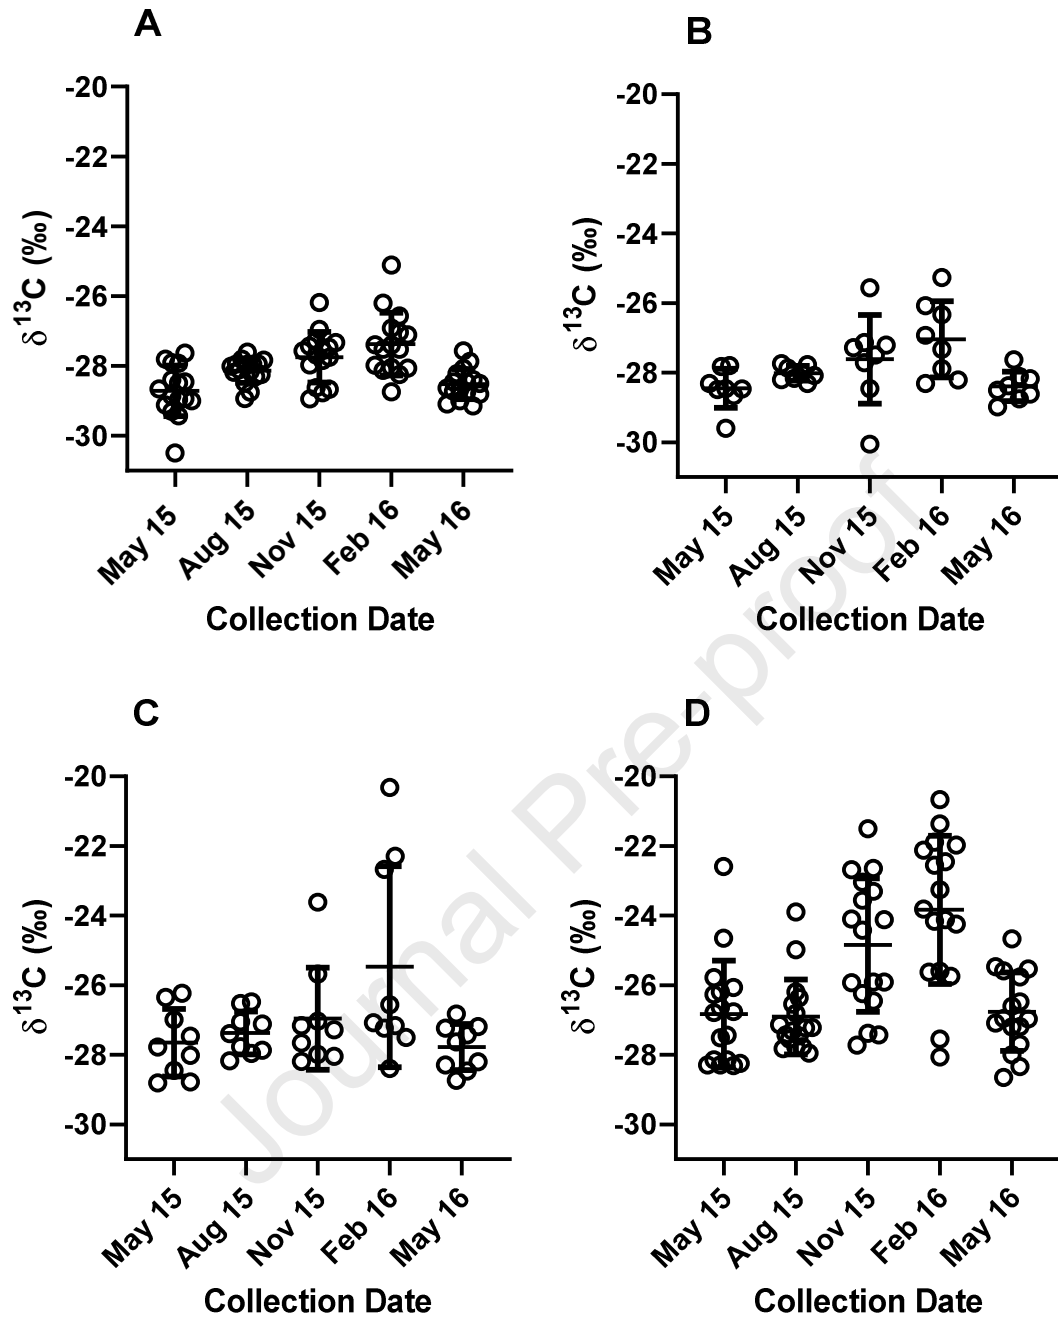 A
-20
-22
-24
-26
-28
-30
δ¹³C (‰)
May 15
Aug 15
Nov 15
Feb 16
May 16
Collection Date
B
-20
-22
-24
-26
-28
-30
δ¹³C (‰)
May 15
Aug 15
Nov 15
Feb 16
May 16
Collection Date
C
-20
-22
-24
-26
-28
-30
δ¹³C (‰)
May 15
Aug 15
Nov 15
Feb 16
May 16
Collection Date
D
-20
-22
-24
-26
-28
-30
δ¹³C (‰)
May 15
Aug 15
Nov 15
Feb 16
May 16
Collection Date
Journal Pre-proof